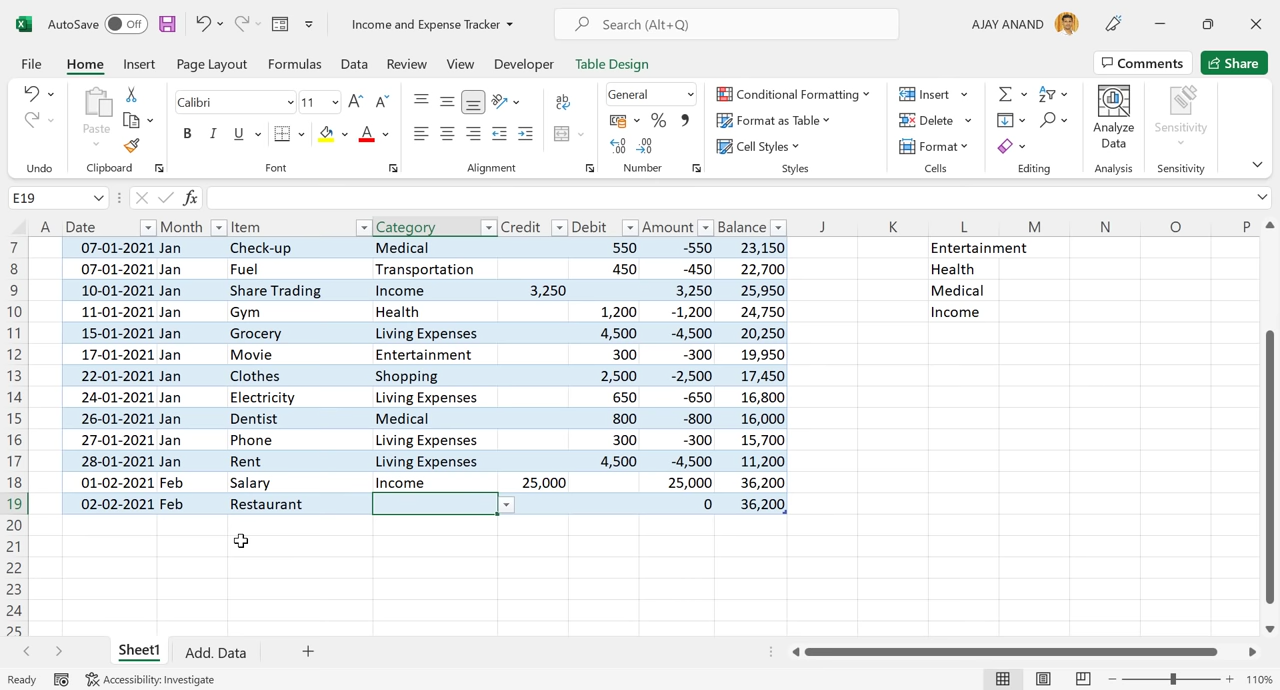 AutoSave Off Income and Expense Tracker Search (Alt+Q) AJAY ANAND
File Home Insert Page Layout Formulas Data Review View Developer Table Design Comments Share
Undo
Paste
Clipboard
Calibri 11
B I U
Font
Alignment
General
Number
Conditional Formatting
Format as Table
Cell Styles
Styles
Insert
Delete
Format
Cells
Editing
Analyze Data
Analysis
Sensitivity
Sensitivity
E19 fx
A Date Month Item Category Credit Debit Amount Balance J K L M N O P
7 07-01-2021 Jan Check-up Medical 550 -550 23,150 Entertainment
8 07-01-2021 Jan Fuel Transportation 450 -450 22,700 Health
9 10-01-2021 Jan Share Trading Income 3,250 3,250 25,950 Medical
10 11-01-2021 Jan Gym Health 1,200 -1,200 24,750 Income
11 15-01-2021 Jan Grocery Living Expenses 4,500 -4,500 20,250
12 17-01-2021 Jan Movie Entertainment 300 -300 19,950
13 22-01-2021 Jan Clothes Shopping 2,500 -2,500 17,450
14 24-01-2021 Jan Electricity Living Expenses 650 -650 16,800
15 26-01-2021 Jan Dentist Medical 800 -800 16,000
16 27-01-2021 Jan Phone Living Expenses 300 -300 15,700
17 28-01-2021 Jan Rent Living Expenses 4,500 -4,500 11,200
18 01-02-2021 Feb Salary Income 25,000 25,000 36,200
19 02-02-2021 Feb Restaurant 0 36,200
20
21
22
23
24
25
Sheet1 Add. Data
Ready Accessibility: Investigate 110%